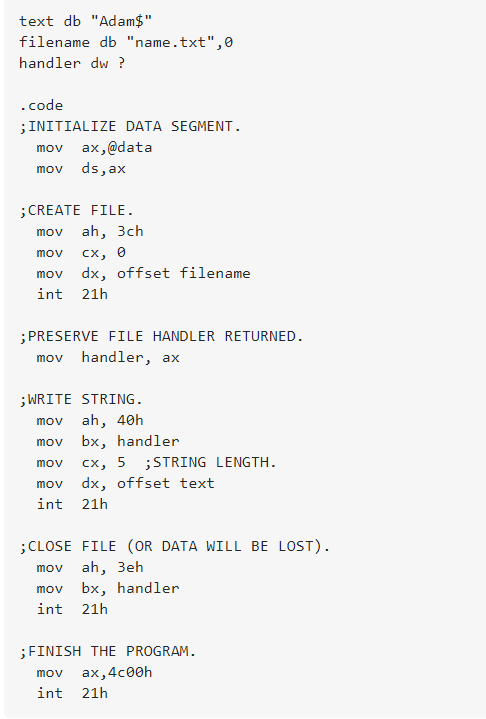 text db "Adam$"
filename db "name.txt",0
handler dw ?

.code
;INITIALIZE DATA SEGMENT.
  mov  ax,@data
  mov  ds,ax

;CREATE FILE.
  mov  ah, 3ch
  mov  cx, 0
  mov  dx, offset filename
  int  21h

;PRESERVE FILE HANDLER RETURNED.
  mov  handler, ax

;WRITE STRING.
  mov  ah, 40h
  mov  bx, handler
  mov  cx, 5  ;STRING LENGTH.
  mov  dx, offset text
  int  21h

;CLOSE FILE (OR DATA WILL BE LOST).
  mov  ah, 3eh
  mov  bx, handler
  int  21h

;FINISH THE PROGRAM.
  mov  ax,4c00h
  int  21h